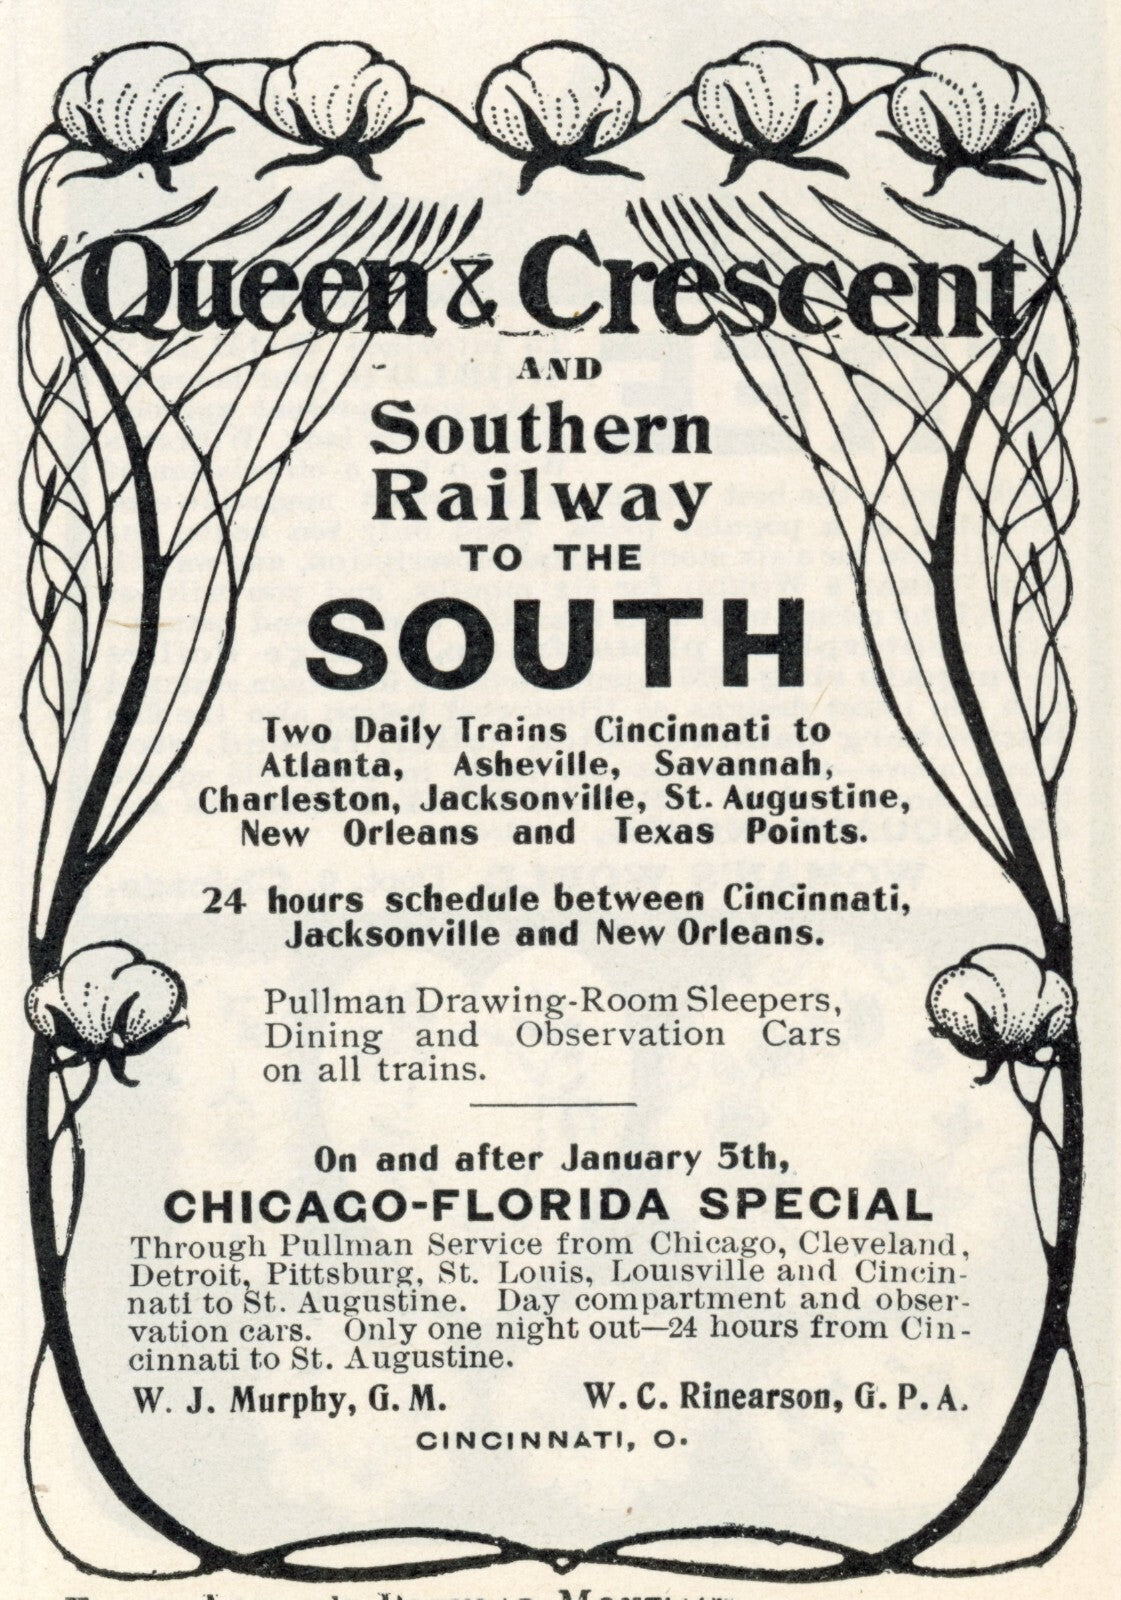 Queen & Crescent
AND
Southern
Railway
TO THE
SOUTH
Two Daily Trains Cincinnati to
Atlanta, Asheville, Savannah,
Charleston, Jacksonville, St. Augustine,
New Orleans and Texas Points.
24 hours schedule between Cincinnati,
Jacksonville and New Orleans.
Pullman Drawing-Room Sleepers,
Dining and Observation Cars
on all trains.
On and after January 5th,
CHICAGO-FLORIDA SPECIAL
Through Pullman Service from Chicago, Cleveland,
Detroit, Pittsburg, St. Louis, Louisville and Cincin-
nati to St. Augustine. Day compartment and obser-
vation cars. Only one night out—24 hours from Cin-
cinnati to St. Augustine.
W. J. Murphy, G. M. W. C. Rinearson, G. P. A.
CINCINNATI, O.